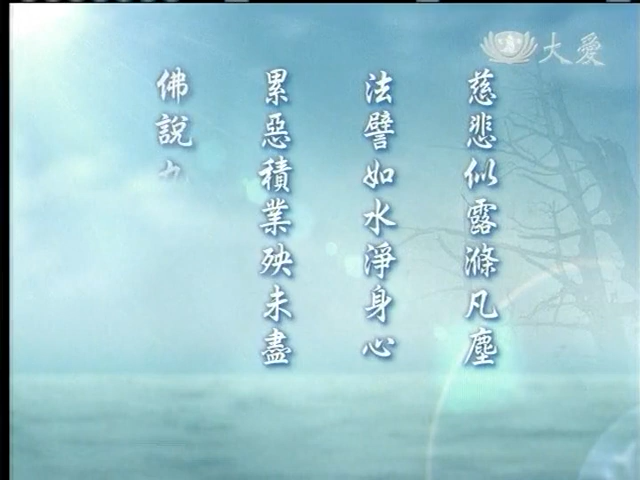 大愛
慈悲似露滌凡塵
法譬如水淨身心
累惡積業殃未盡
佛說九